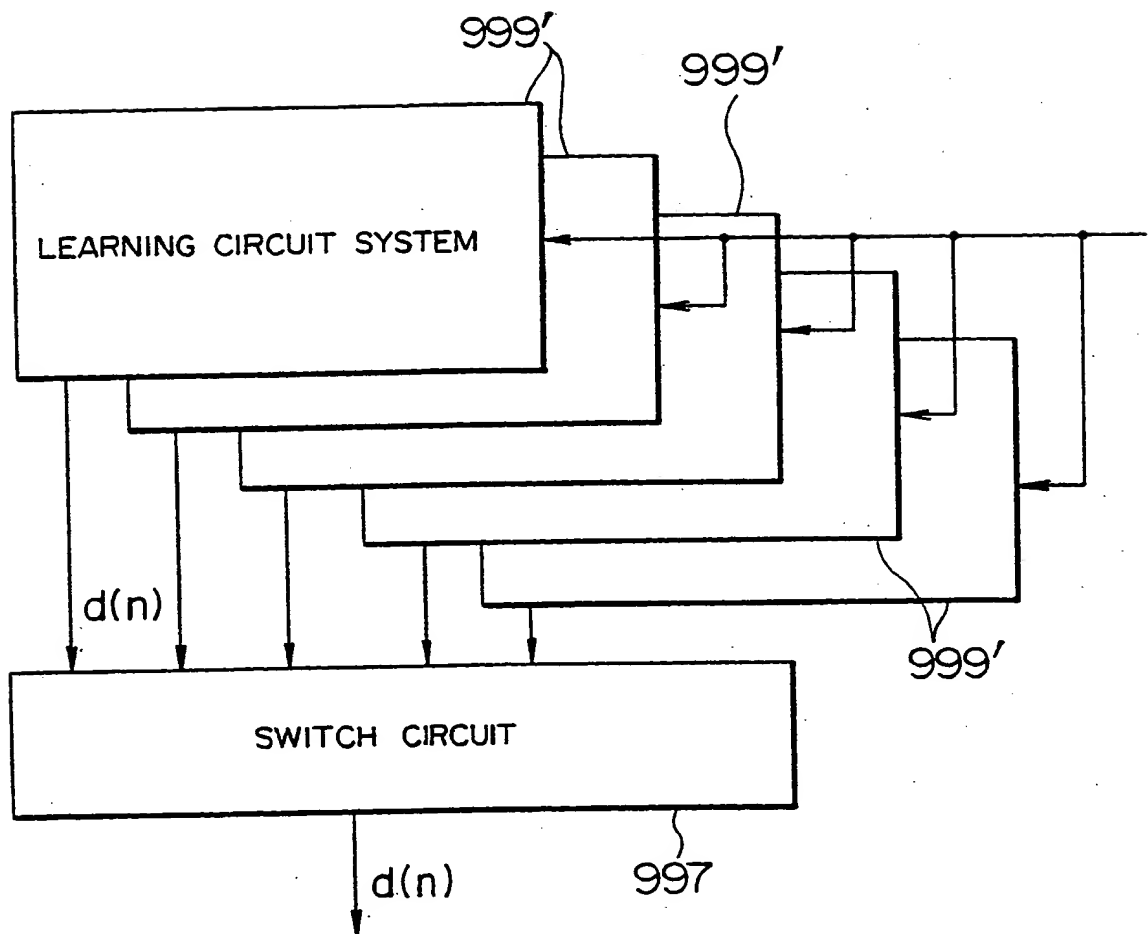 999'
999'
LEARNING CIRCUIT SYSTEM
d(n)
999'
SWITCH CIRCUIT
997
d(n)